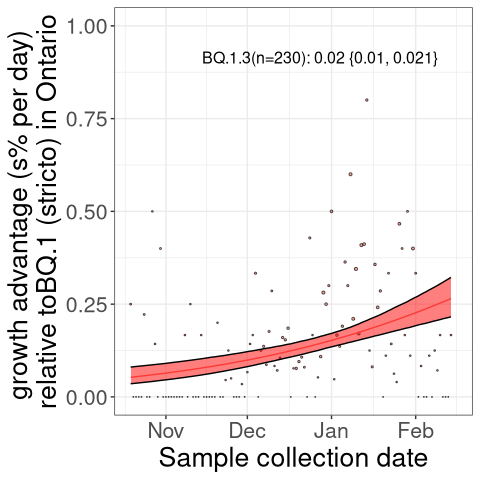 growth advantage (s% per day)
relative toBQ.1 (stricto) in Ontario
1.00
0.75
0.50
0.25
0.00
BQ.1.3(n=230): 0.02 {0.01, 0.021}
Nov Dec Jan Feb
Sample collection date